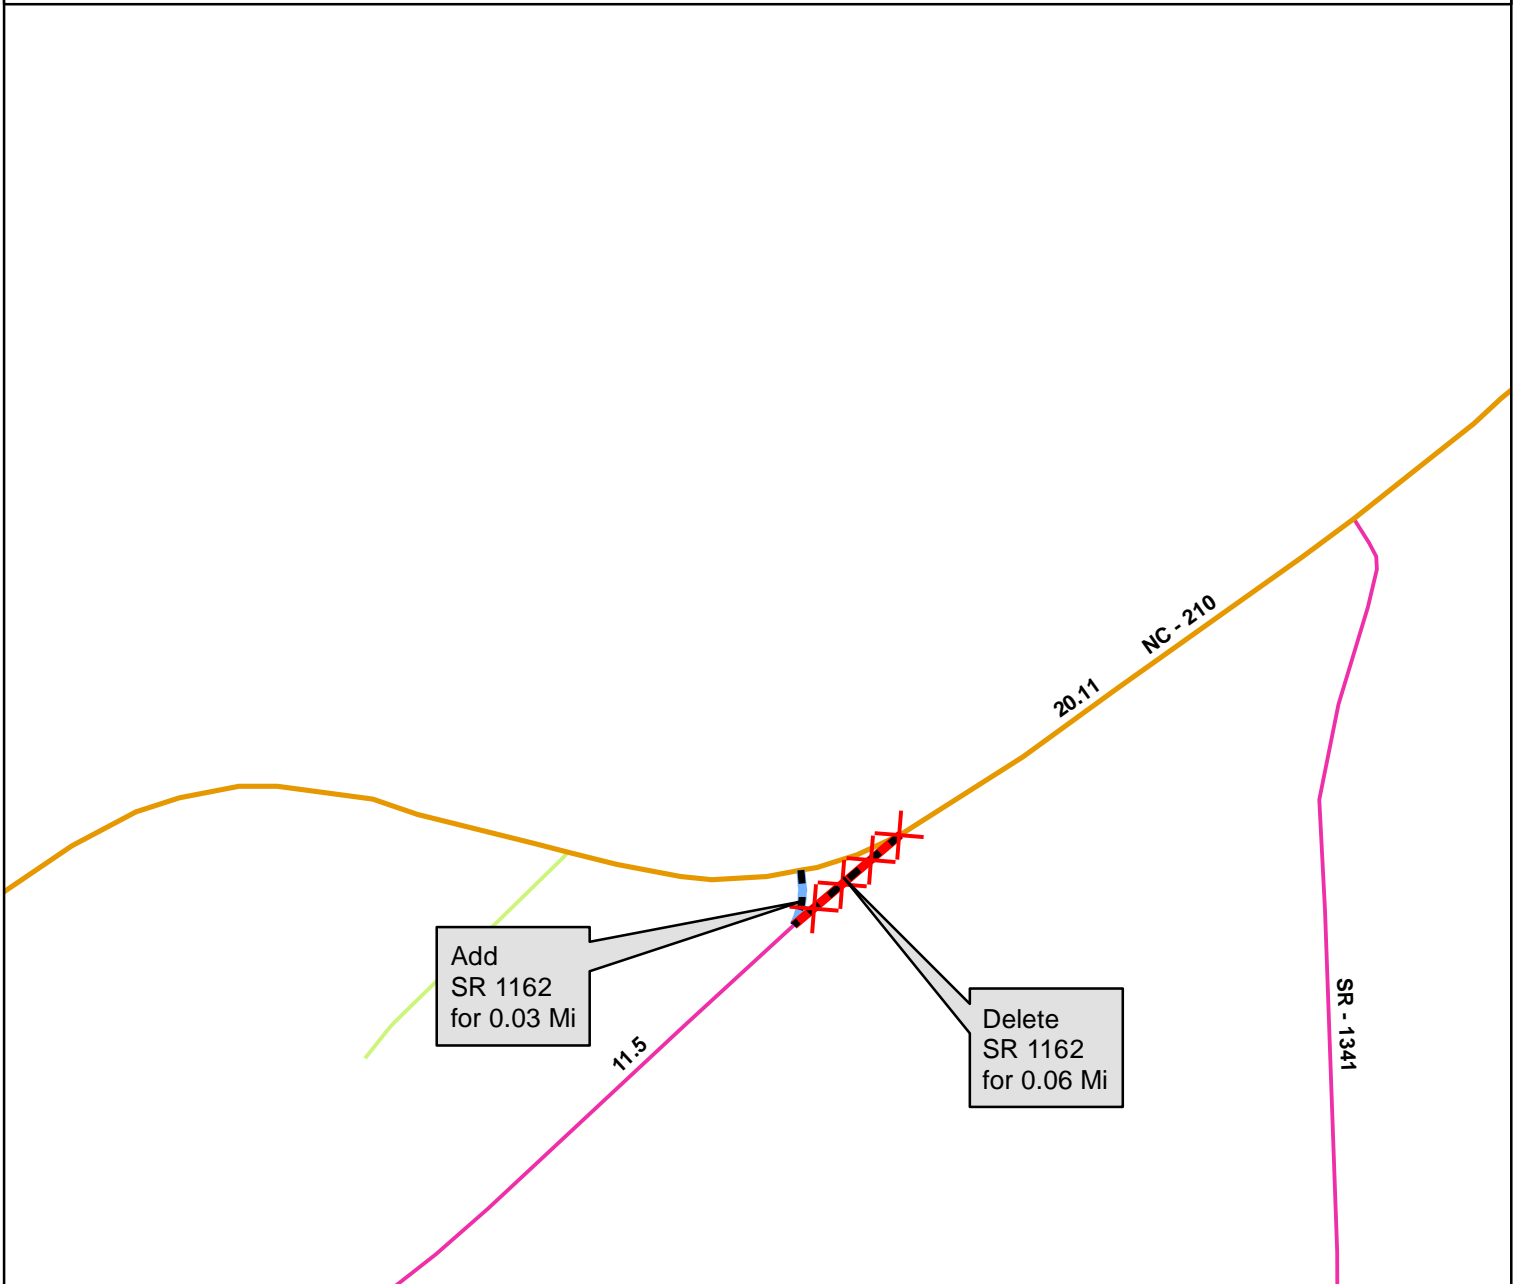 NC - 210
20.11
Add
SR 1162
for 0.03 Mi
SR - 1341
Delete
SR 1162
for 0.06 Mi
11.5